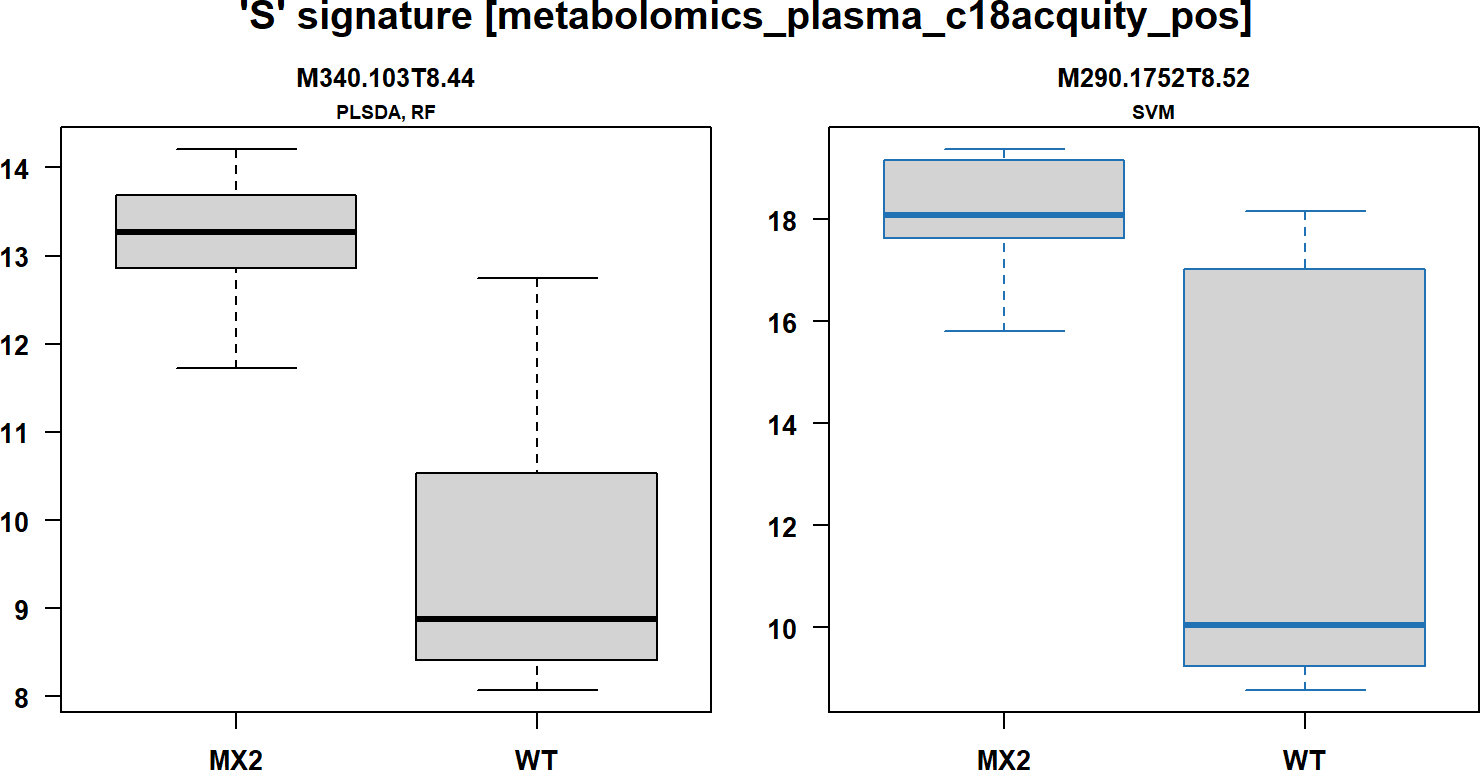 'S' signature [metabolomics_plasma_c18acquity_pos]
M340.103T8.44
PLSDA, RF
14
13
12
11
10
9
8
MX2
WT
M290.1752T8.52
SVM
18
16
14
12
10
MX2
WT